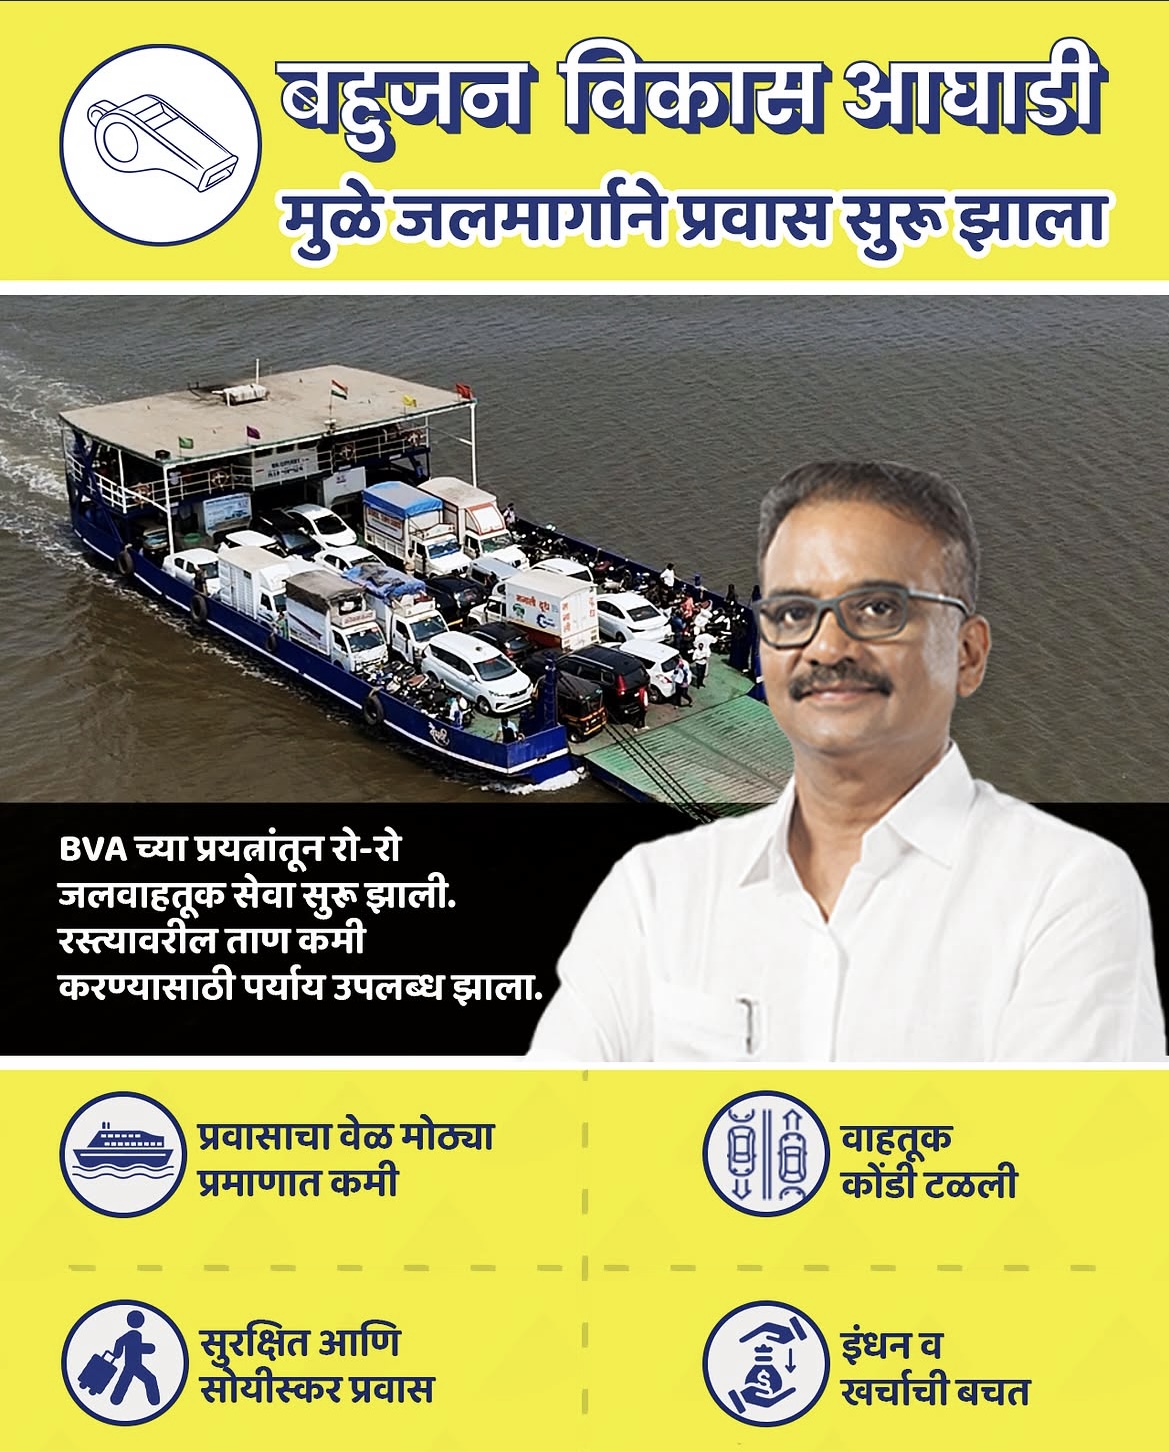 बहुजन विकास आघाडी
मुळे जलमार्गाने प्रवास सुरू झाला
BVA च्या प्रयत्नांतून रो-रो
जलवाहतूक सेवा सुरू झाली.
रस्त्यावरील ताण कमी
करण्यासाठी पर्याय उपलब्ध झाला.
प्रवासाचा वेळ मोठ्या
प्रमाणात कमी
वाहतूक
कोंडी टळली
सुरक्षित आणि
सोयीस्कर प्रवास
इंधन व
खर्चाची बचत